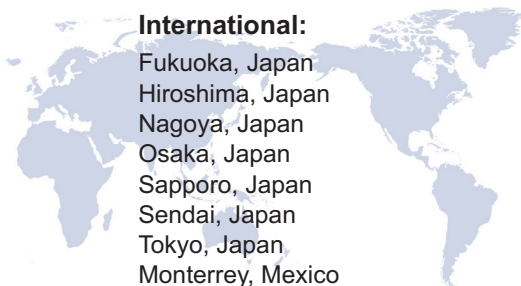 International:
Fukuoka, Japan
Hiroshima, Japan
Nagoya, Japan
Osaka, Japan
Sapporo, Japan
Sendai, Japan
Tokyo, Japan
Monterrey, Mexico